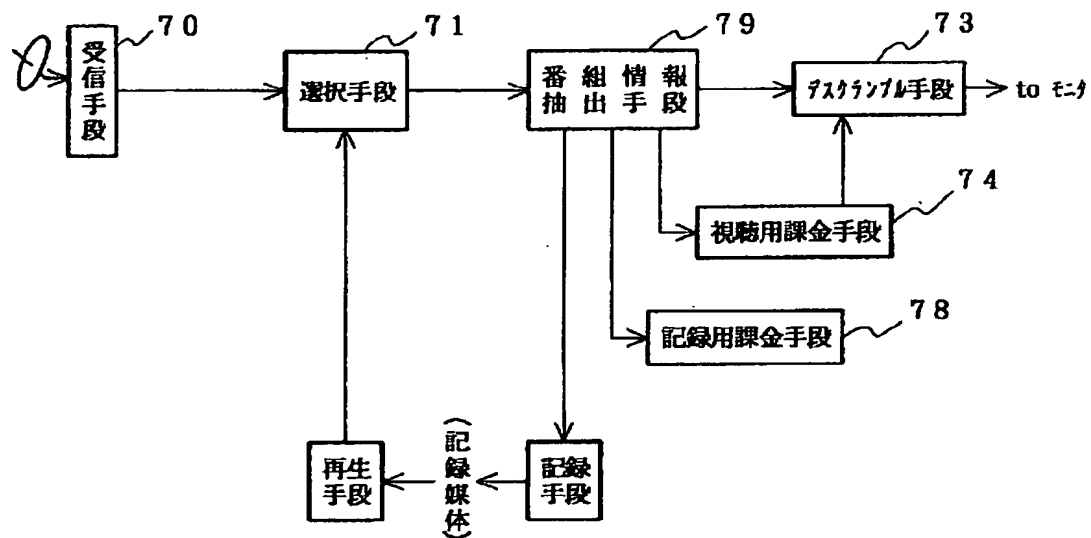 70
受信手段
71
選択手段
79
番組情報
抽出手段
73
デスクランブル手段
to モニタ
74
視聴用課金手段
78
記録用課金手段
再生
手段
(記録媒体)
記録
手段